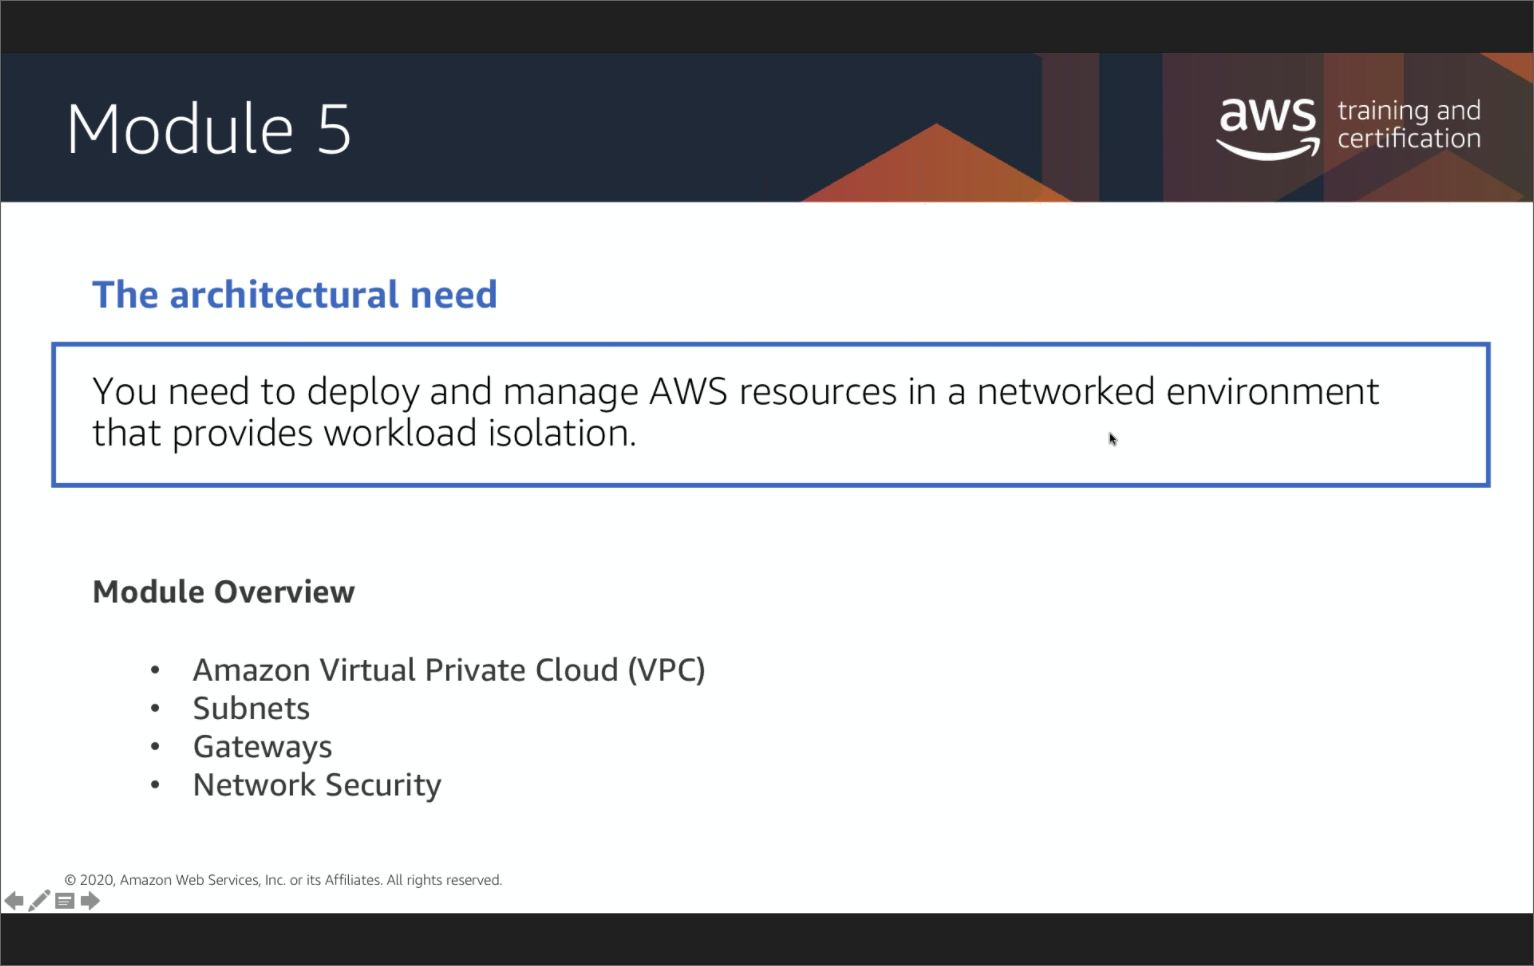 Module 5
aws training and
certification
The architectural need
You need to deploy and manage AWS resources in a networked environment
that provides workload isolation.
Module Overview
• Amazon Virtual Private Cloud (VPC)
• Subnets
• Gateways
• Network Security
© 2020, Amazon Web Services, Inc. or its Affiliates. All rights reserved.